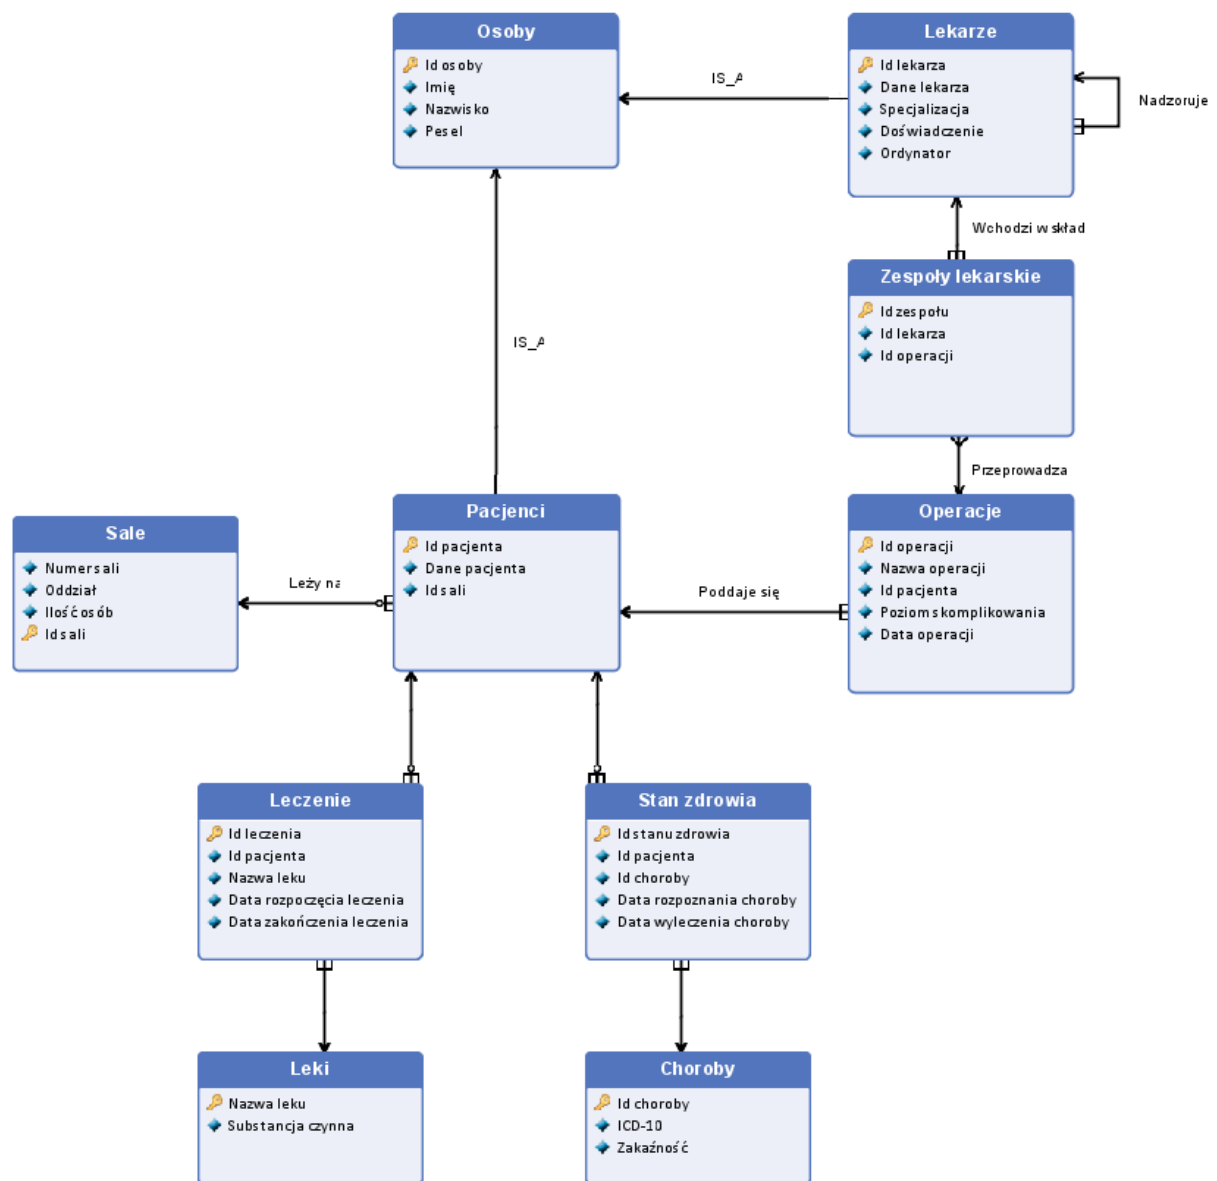 Osoby
Id osoby
Imię
Nazwisko
Pesel
IS_A
Lekarze
Id lekarza
Dane lekarza
Specjalizacja
Doświadczenie
Ordynator
Nadzoruje
Wchodzi w skład
Zespoły lekarskie
Id zespołu
Id lekarza
Id operacji
IS_A
Przeprowadza
Sale
Numer sali
Oddział
Ilość osób
Id sali
Leży na
Pacjenci
Id pacjenta
Dane pacjenta
Id sali
Poddaje się
Operacje
Id operacji
Nazwa operacji
Id pacjenta
Poziom skomplikowania
Data operacji
Leczenie
Id leczenia
Id pacjenta
Nazwa leku
Data rozpoczęcia leczenia
Data zakończenia leczenia
Stan zdrowia
Id stanu zdrowia
Id pacjenta
Id choroby
Data rozpoznania choroby
Data wyleczenia choroby
Leki
Nazwa leku
Substancja czynna
Choroby
Id choroby
ICD-10
Zakaźność